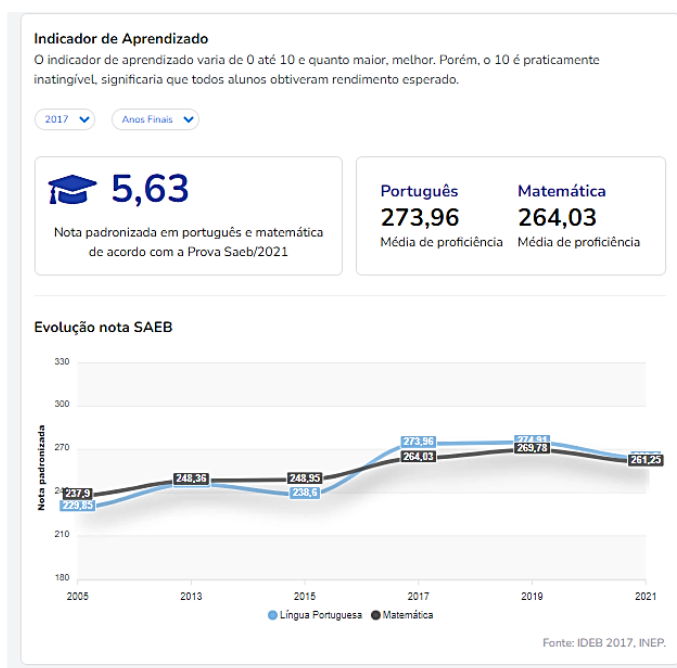 Indicador de Aprendizado
O indicador de aprendizado varia de 0 até 10 e quanto maior, melhor. Porém, o 10 é praticamente
inatingível, significaria que todos alunos obtiveram rendimento esperado.
2017 Anos Finais
5,63
Nota padronizada em português e matemática
de acordo com a Prova Saeb/2021
Português Matemática
273,96 264,03
Média de proficiência Média de proficiência
Evolução nota SAEB
Nota padronizada
330
300
270
210
180
237,9
229,85
248,36
248,95
238,6
273,96
264,03
274,91
269,78
261,25
2005 2013 2015 2017 2019 2021
Língua Portuguesa Matemática
Fonte: IDEB 2017, INEP.